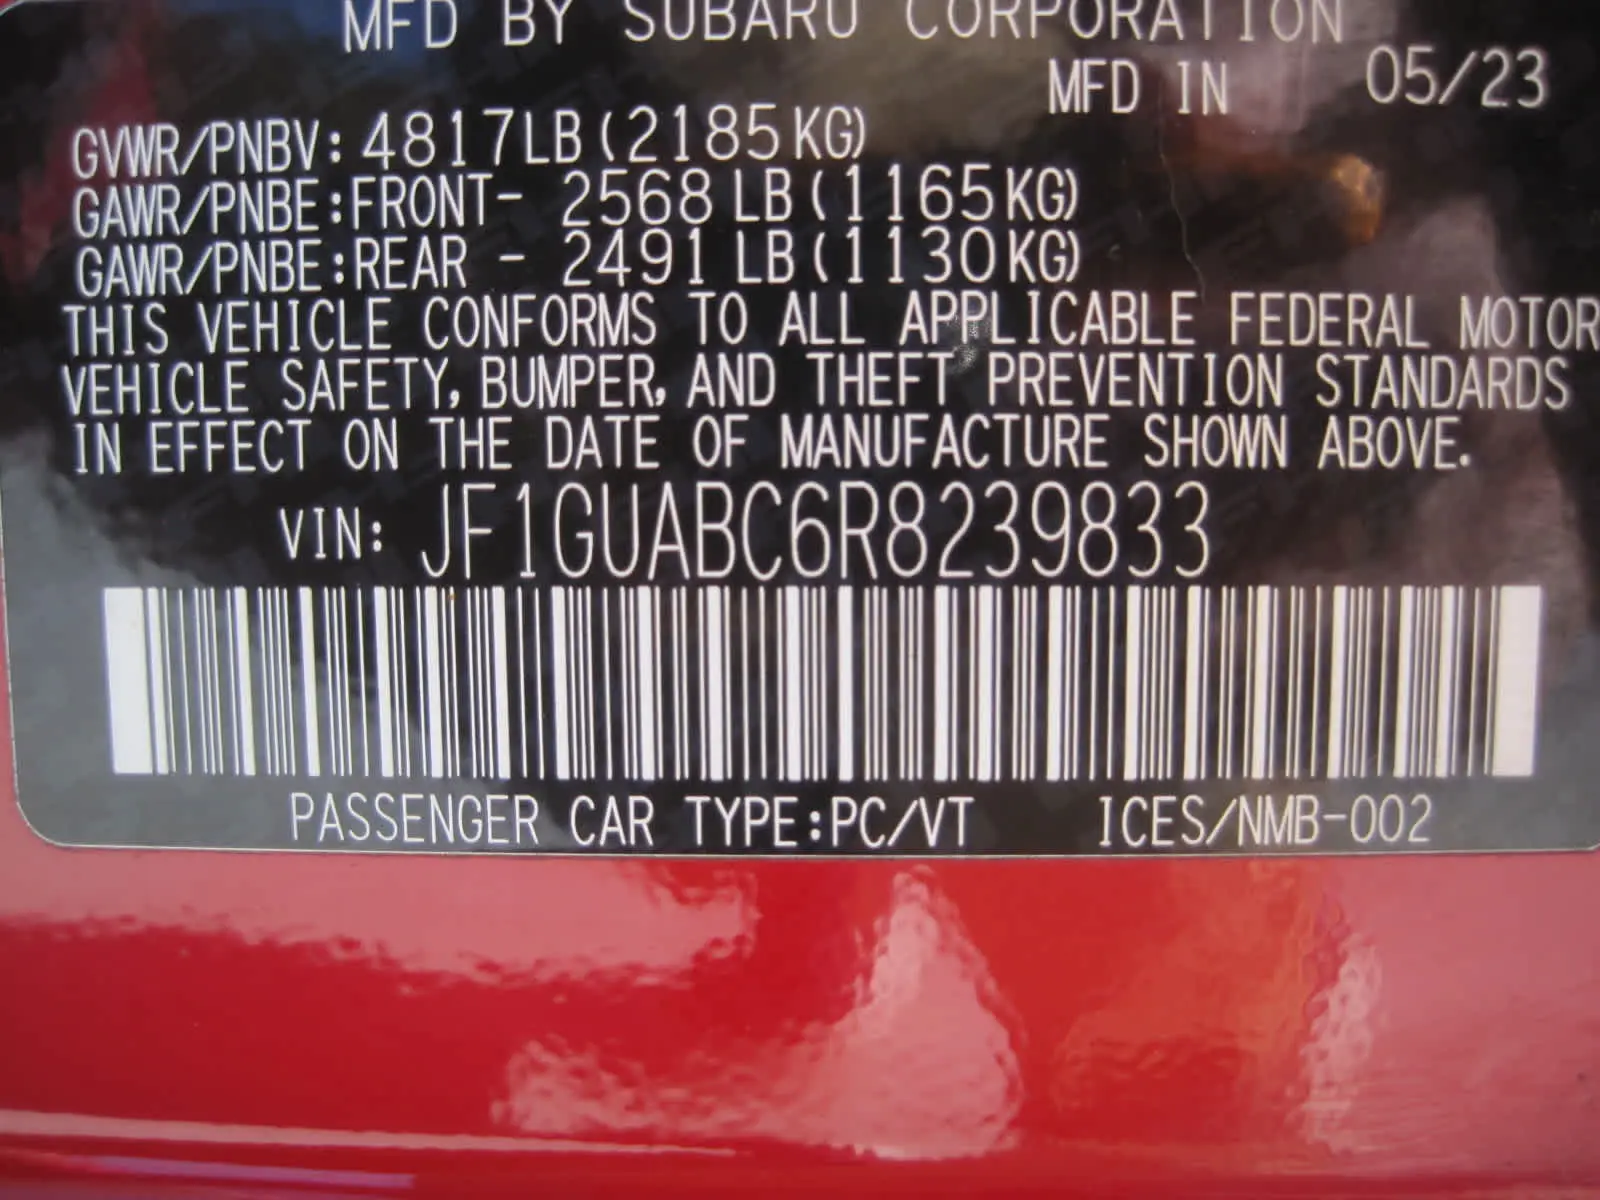 MFD BY SUBARU CORPORATION
MFD IN 05/23
GVWR/PNBV: 4817LB (2185KG)
GAWR/PNBE:FRONT- 2568 LB (1165KG)
GAWR/PNBE:REAR - 2491 LB (1130KG)
THIS VEHICLE CONFORMS TO ALL APPLICABLE FEDERAL MOTOR
VEHICLE SAFETY, BUMPER, AND THEFT PREVENTION STANDARDS
IN EFFECT ON THE DATE OF MANUFACTURE SHOWN ABOVE.
VIN: JF1GUABC6R8239833
PASSENGER CAR TYPE:PC/VT ICES/NMB-002